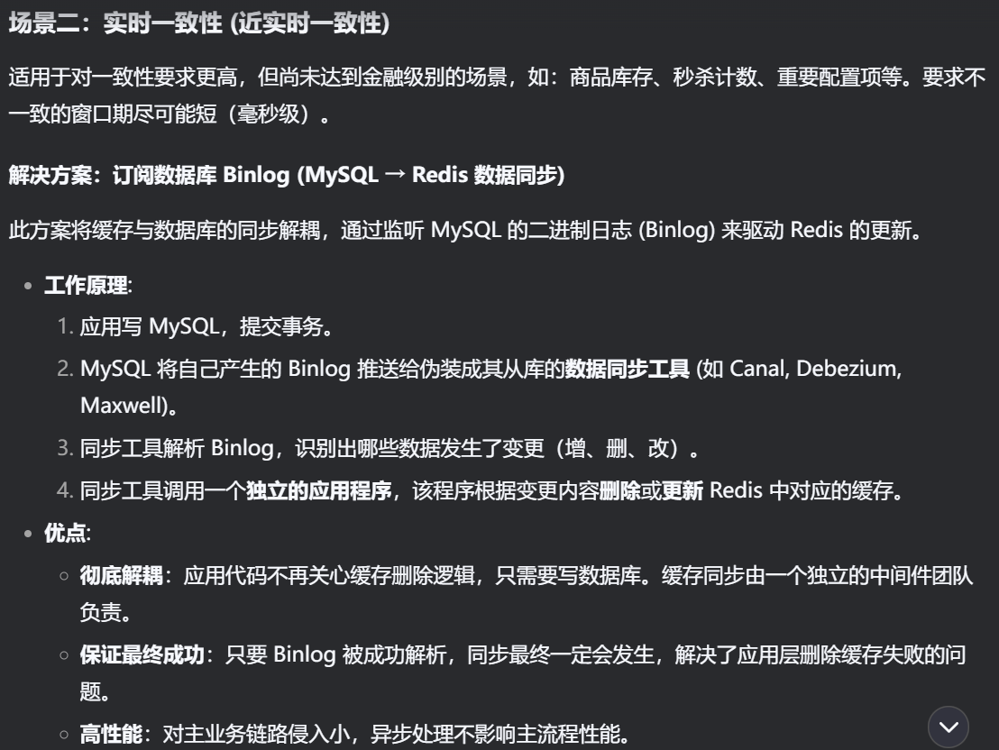 场景二：实时一致性 (近实时一致性)
适用于对一致性要求更高，但尚未达到金融级别的场景，如：商品库存、秒杀计数、重要配置项等。要求不
一致的窗口期尽可能短（毫秒级）。
解决方案：订阅数据库 Binlog (MySQL → Redis 数据同步)
此方案将缓存与数据库的同步解耦，通过监听 MySQL 的二进制日志 (Binlog) 来驱动 Redis 的更新。
• 工作原理:
1. 应用写 MySQL，提交事务。
2. MySQL 将自己产生的 Binlog 推送给伪装成其从库的数据同步工具 (如 Canal, Debezium,
Maxwell)。
3. 同步工具解析 Binlog，识别出哪些数据发生了变更（增、删、改）。
4. 同步工具调用一个独立的应用程序，该程序根据变更内容删除或更新 Redis 中对应的缓存。
• 优点:
○ 彻底解耦：应用代码不再关心缓存删除逻辑，只需要写数据库。缓存同步由一个独立的中间件团队
负责。
○ 保证最终成功：只要 Binlog 被成功解析，同步最终一定会发生，解决了应用层删除缓存失败的问
题。
○ 高性能：对主业务链路侵入小，异步处理不影响主流程性能。